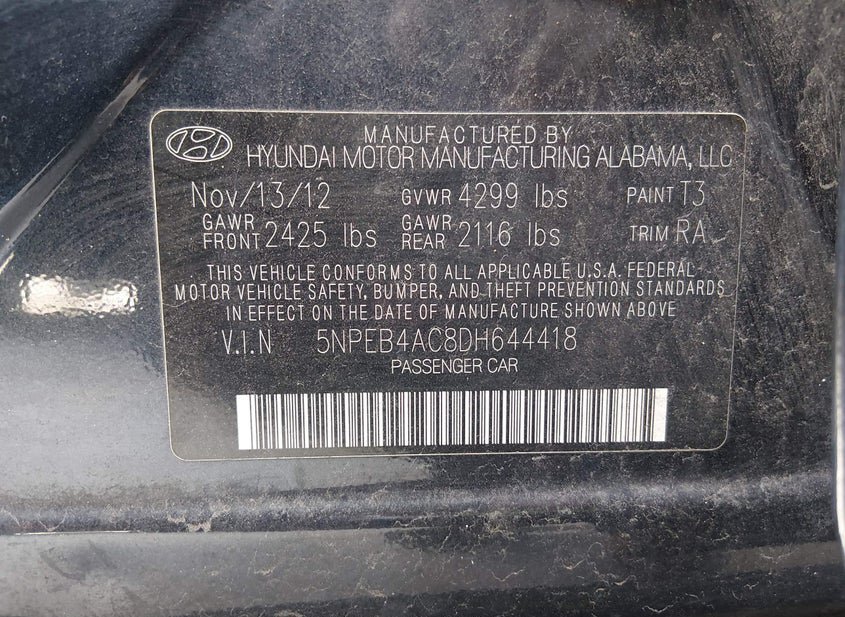 MANUFACTURED BY
HYUNDAI MOTOR MANUFACTURING ALABAMA, LLC
Nov/13/12 GVWR 4299 lbs PAINT T3
GAWR FRONT 2425 lbs GAWR REAR 2116 lbs TRIM RA
THIS VEHICLE CONFORMS TO ALL APPLICABLE U.S.A. FEDERAL
MOTOR VEHICLE SAFETY, BUMPER, AND THEFT PREVENTION STANDARDS
IN EFFECT ON THE DATE OF MANUFACTURE SHOWN ABOVE
V.I.N 5NPEB4AC8DH644418
PASSENGER CAR